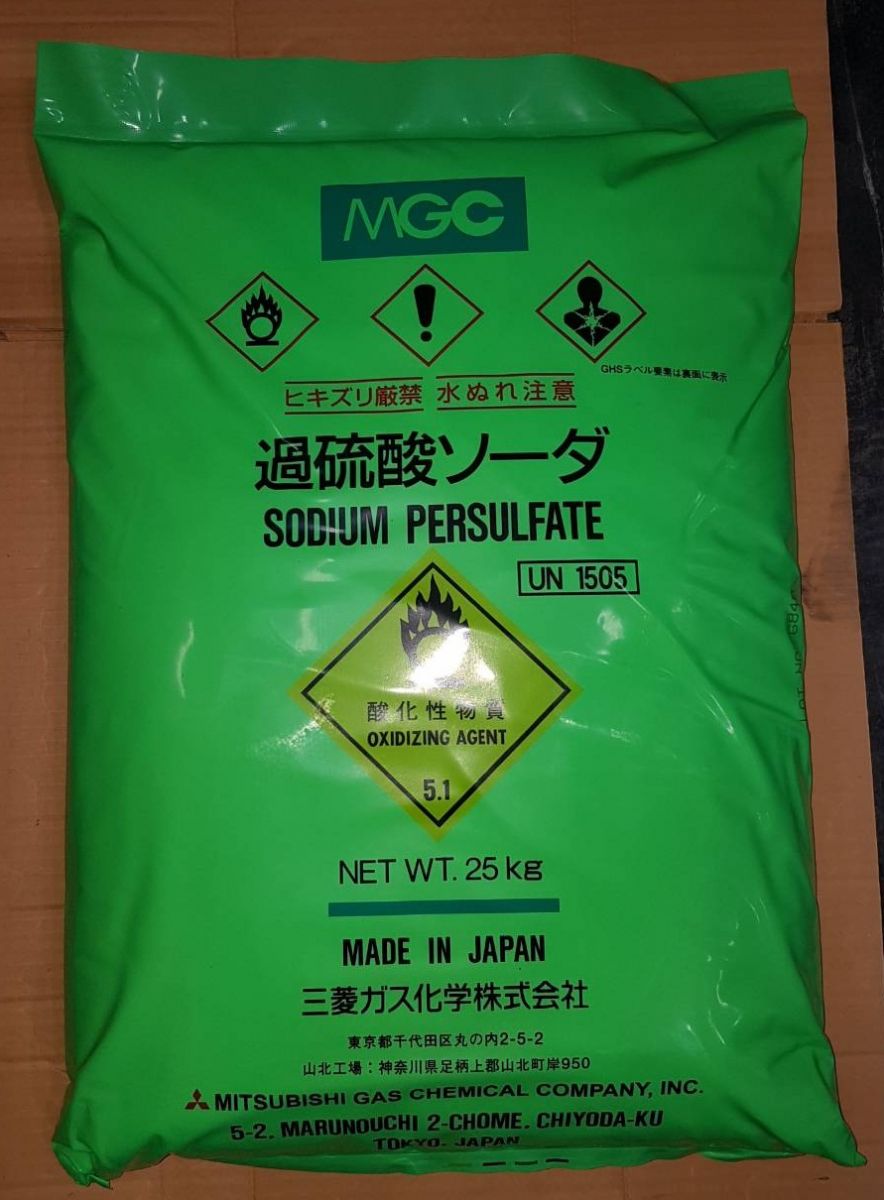 MGC
GHSラベル要素は裏面に表示
ヒキズリ厳禁 水ぬれ注意
過硫酸ソーダ
SODIUM PERSULFATE
UN 1505
酸化性物質
OXIDIZING AGENT
5.1
NET WT. 25 kg
MADE IN JAPAN
三菱ガス化学株式会社
東京都千代田区丸の内2-5-2
山北工場：神奈川県足柄上郡山北町岸950
MITSUBISHI GAS CHEMICAL COMPANY, INC.
5-2. MARUNOUCHI 2-CHOME. CHIYODA-KU
TOKYO. JAPAN